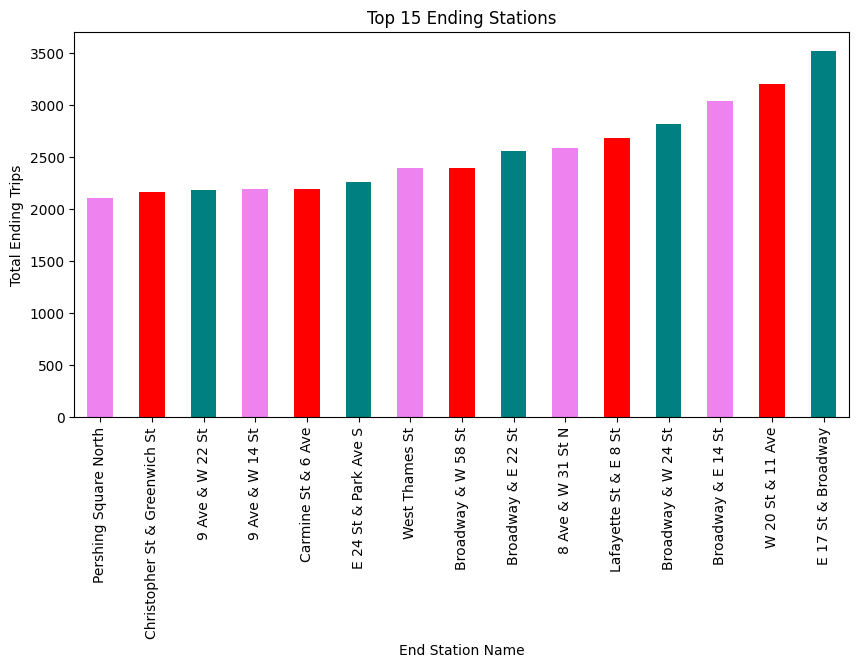 Top 15 Ending Stations
Total Ending Trips
3500
3000
2500
2000
1500
1000
500
0
Pershing Square North
Christopher St & Greenwich St
9 Ave & W 22 St
9 Ave & W 14 St
Carmine St & 6 Ave
E 24 St & Park Ave S
West Thames St
Broadway & W 58 St
Broadway & E 22 St
8 Ave & W 31 St N
Lafayette St & E 8 St
Broadway & W 24 St
Broadway & E 14 St
W 20 St & 11 Ave
E 17 St & Broadway
End Station Name